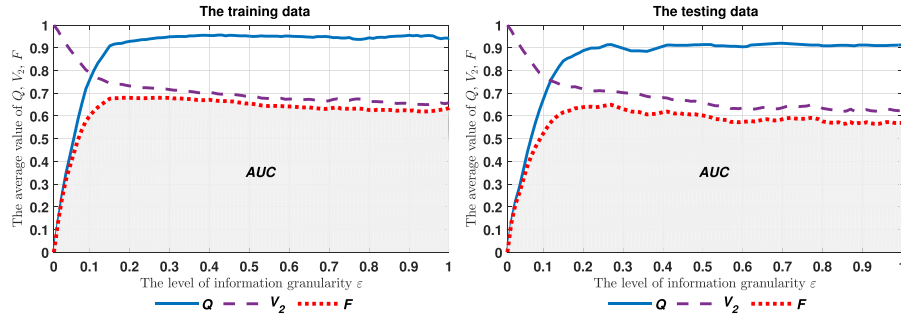 The training data
The average value of Q, V₂, F
1
0.9
0.8
0.7
0.6
0.5
0.4
0.3
0.2
0.1
0
AUC
0 0.1 0.2 0.3 0.4 0.5 0.6 0.7 0.8 0.9 1
The level of information granularity ε
Q V₂ F
The testing data
The average value of Q, V₂, F
1
0.9
0.8
0.7
0.6
0.5
0.4
0.3
0.2
0.1
0
AUC
0 0.1 0.2 0.3 0.4 0.5 0.6 0.7 0.8 0.9 1
The level of information granularity ε
Q V₂ F